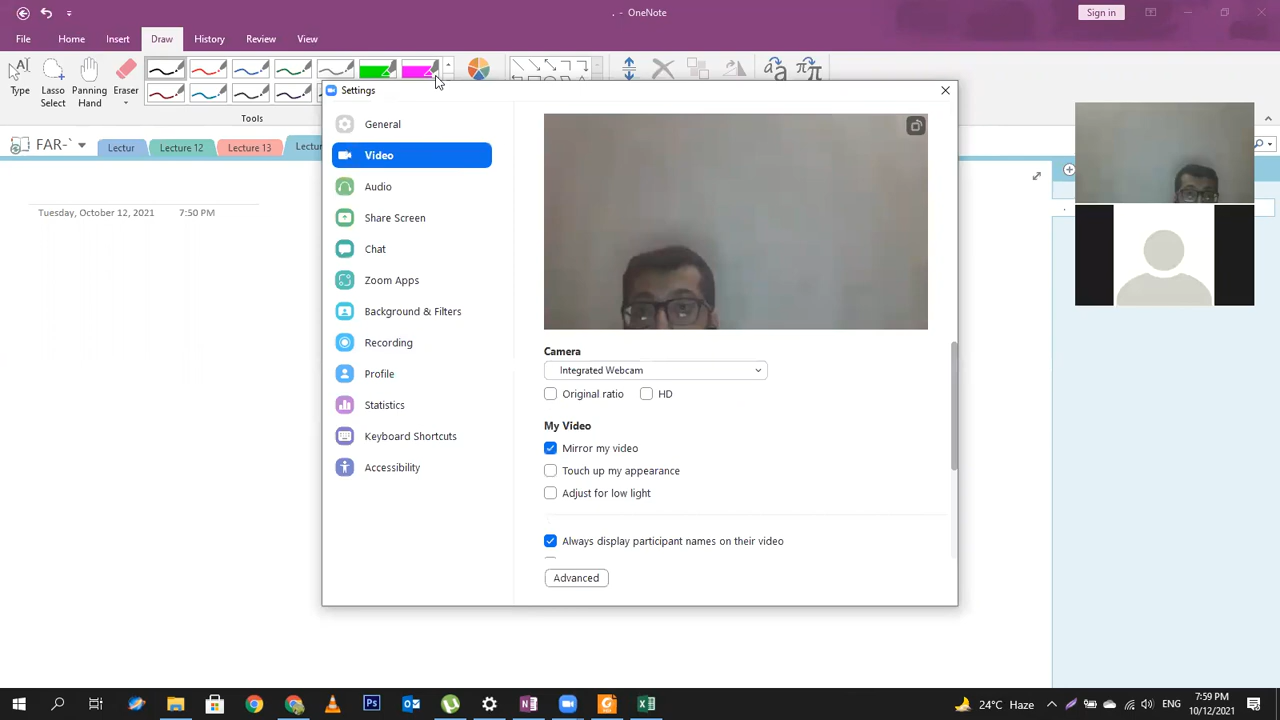 . - OneNote
Sign in
File Home Insert Draw History Review View
Type
Lasso Select
Panning Hand
Eraser
Tools
FAR-`
Lectur
Lecture 12
Lecture 13
Lectu
Tuesday, October 12, 2021 7:50 PM
Settings
General
Video
Audio
Share Screen
Chat
Zoom Apps
Background & Filters
Recording
Profile
Statistics
Keyboard Shortcuts
Accessibility
Camera
Integrated Webcam
Original ratio HD
My Video
Mirror my video
Touch up my appearance
Adjust for low light
Always display participant names on their video
Advanced
24°C Haze
ENG
7:59 PM
10/12/2021